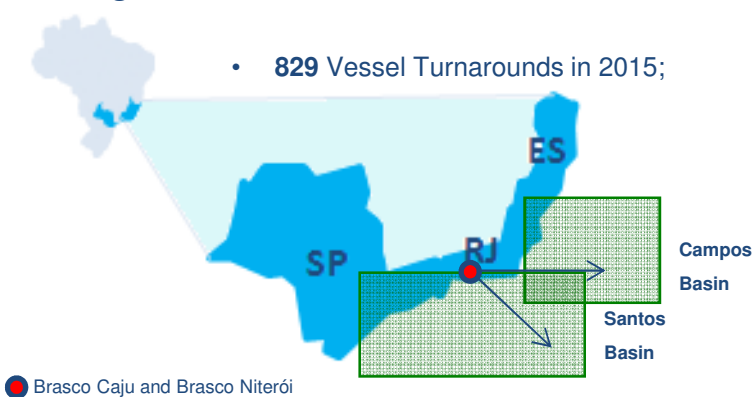 • 829 Vessel Turnarounds in 2015;
ES
SP
RJ
Campos
Basin
Santos
Basin
Brasco Caju and Brasco Niterói